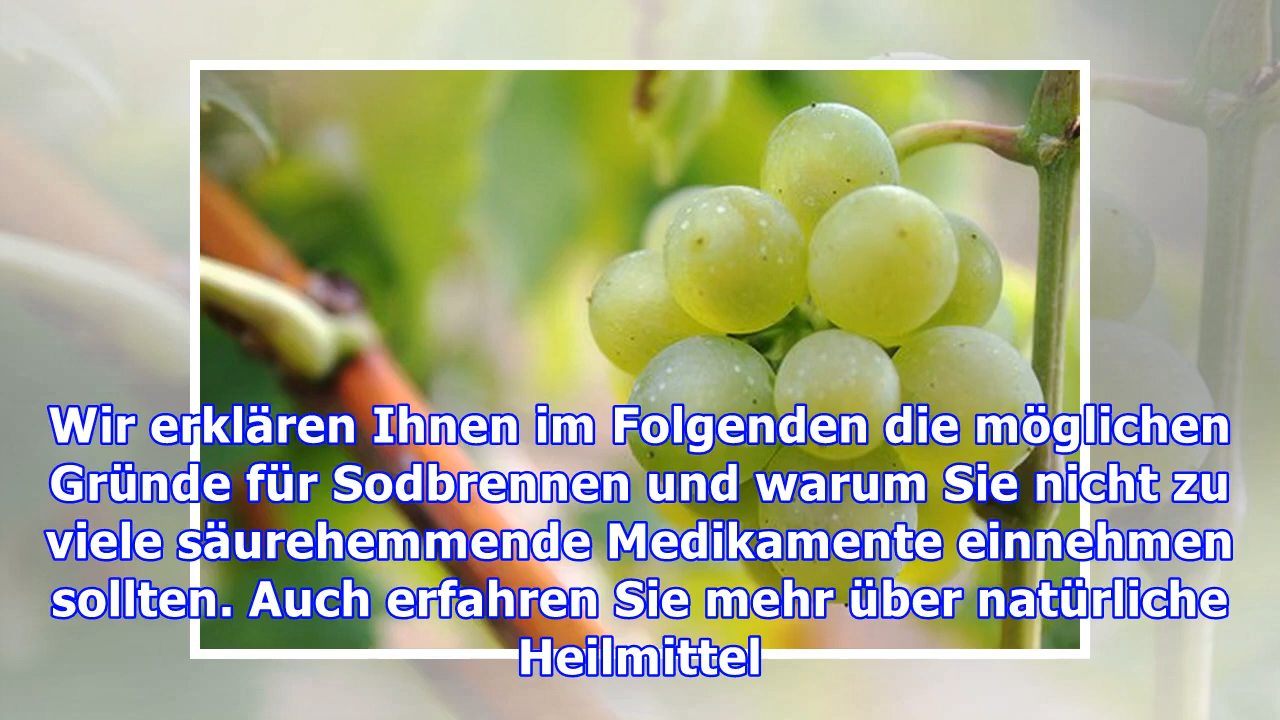 Wir erklären Ihnen im Folgenden die möglichen
Gründe für Sodbrennen und warum Sie nicht zu
viele säurehemmende Medikamente einnehmen
sollten. Auch erfahren Sie mehr über natürliche
Heilmittel